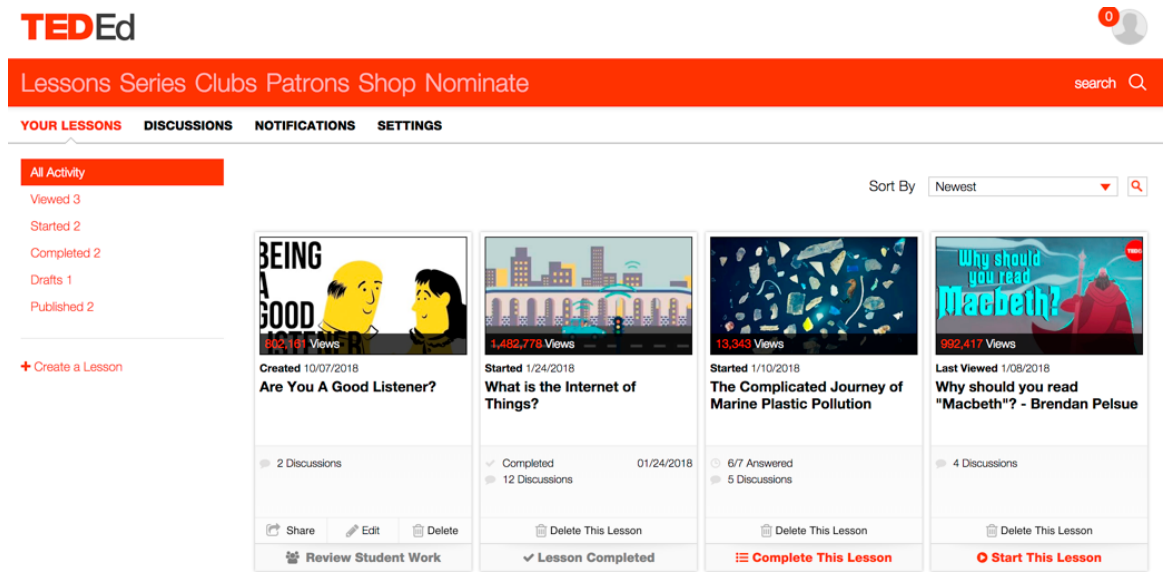 TEDEd
0
Lessons Series Clubs Patrons Shop Nominate
search
YOUR LESSONS DISCUSSIONS NOTIFICATIONS SETTINGS
All Activity
Viewed 3
Started 2
Completed 2
Drafts 1
Published 2
+ Create a Lesson
Sort By Newest
BEING
A
GOOD
LISTENER
802,161 Views
Created 10/07/2018
Are You A Good Listener?
2 Discussions
Share Edit Delete
Review Student Work
1,482,778 Views
Started 1/24/2018
What is the Internet of
Things?
Completed 01/24/2018
12 Discussions
Delete This Lesson
Lesson Completed
13,343 Views
Started 1/10/2018
The Complicated Journey of
Marine Plastic Pollution
6/7 Answered
5 Discussions
Delete This Lesson
Complete This Lesson
Why should
you read
Macbeth?
992,417 Views
Last Viewed 1/08/2018
Why should you read
"Macbeth"? - Brendan Pelsue
4 Discussions
Delete This Lesson
Start This Lesson